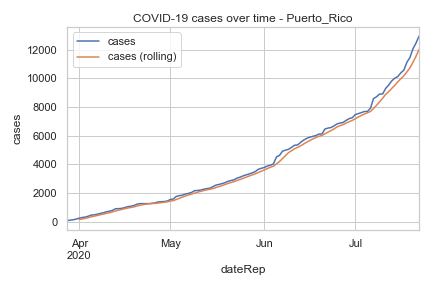 COVID-19 cases over time - Puerto_Rico
cases
cases (rolling)
12000
10000
8000
6000
4000
2000
0
cases
Apr
2020
May
Jun
Jul
dateRep